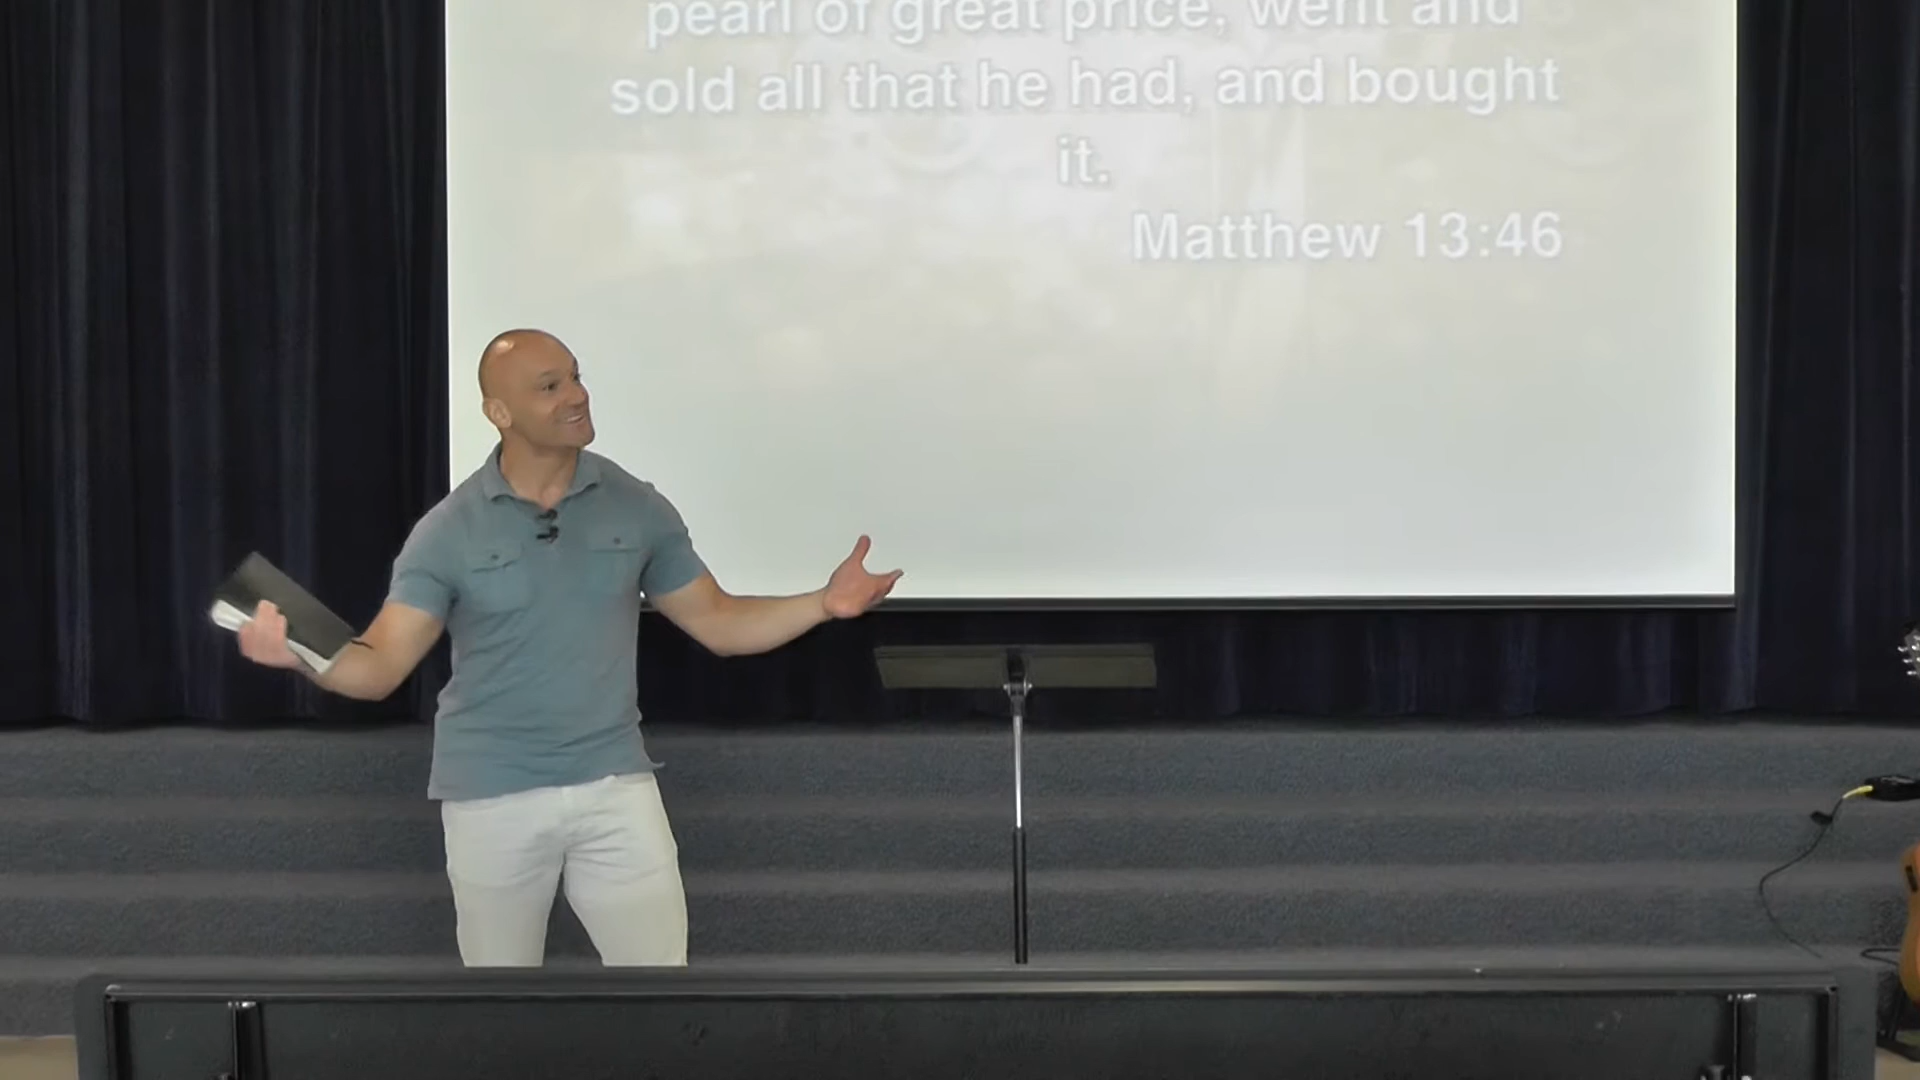 pearl of great price, went and
sold all that he had, and bought
it.
Matthew 13:46